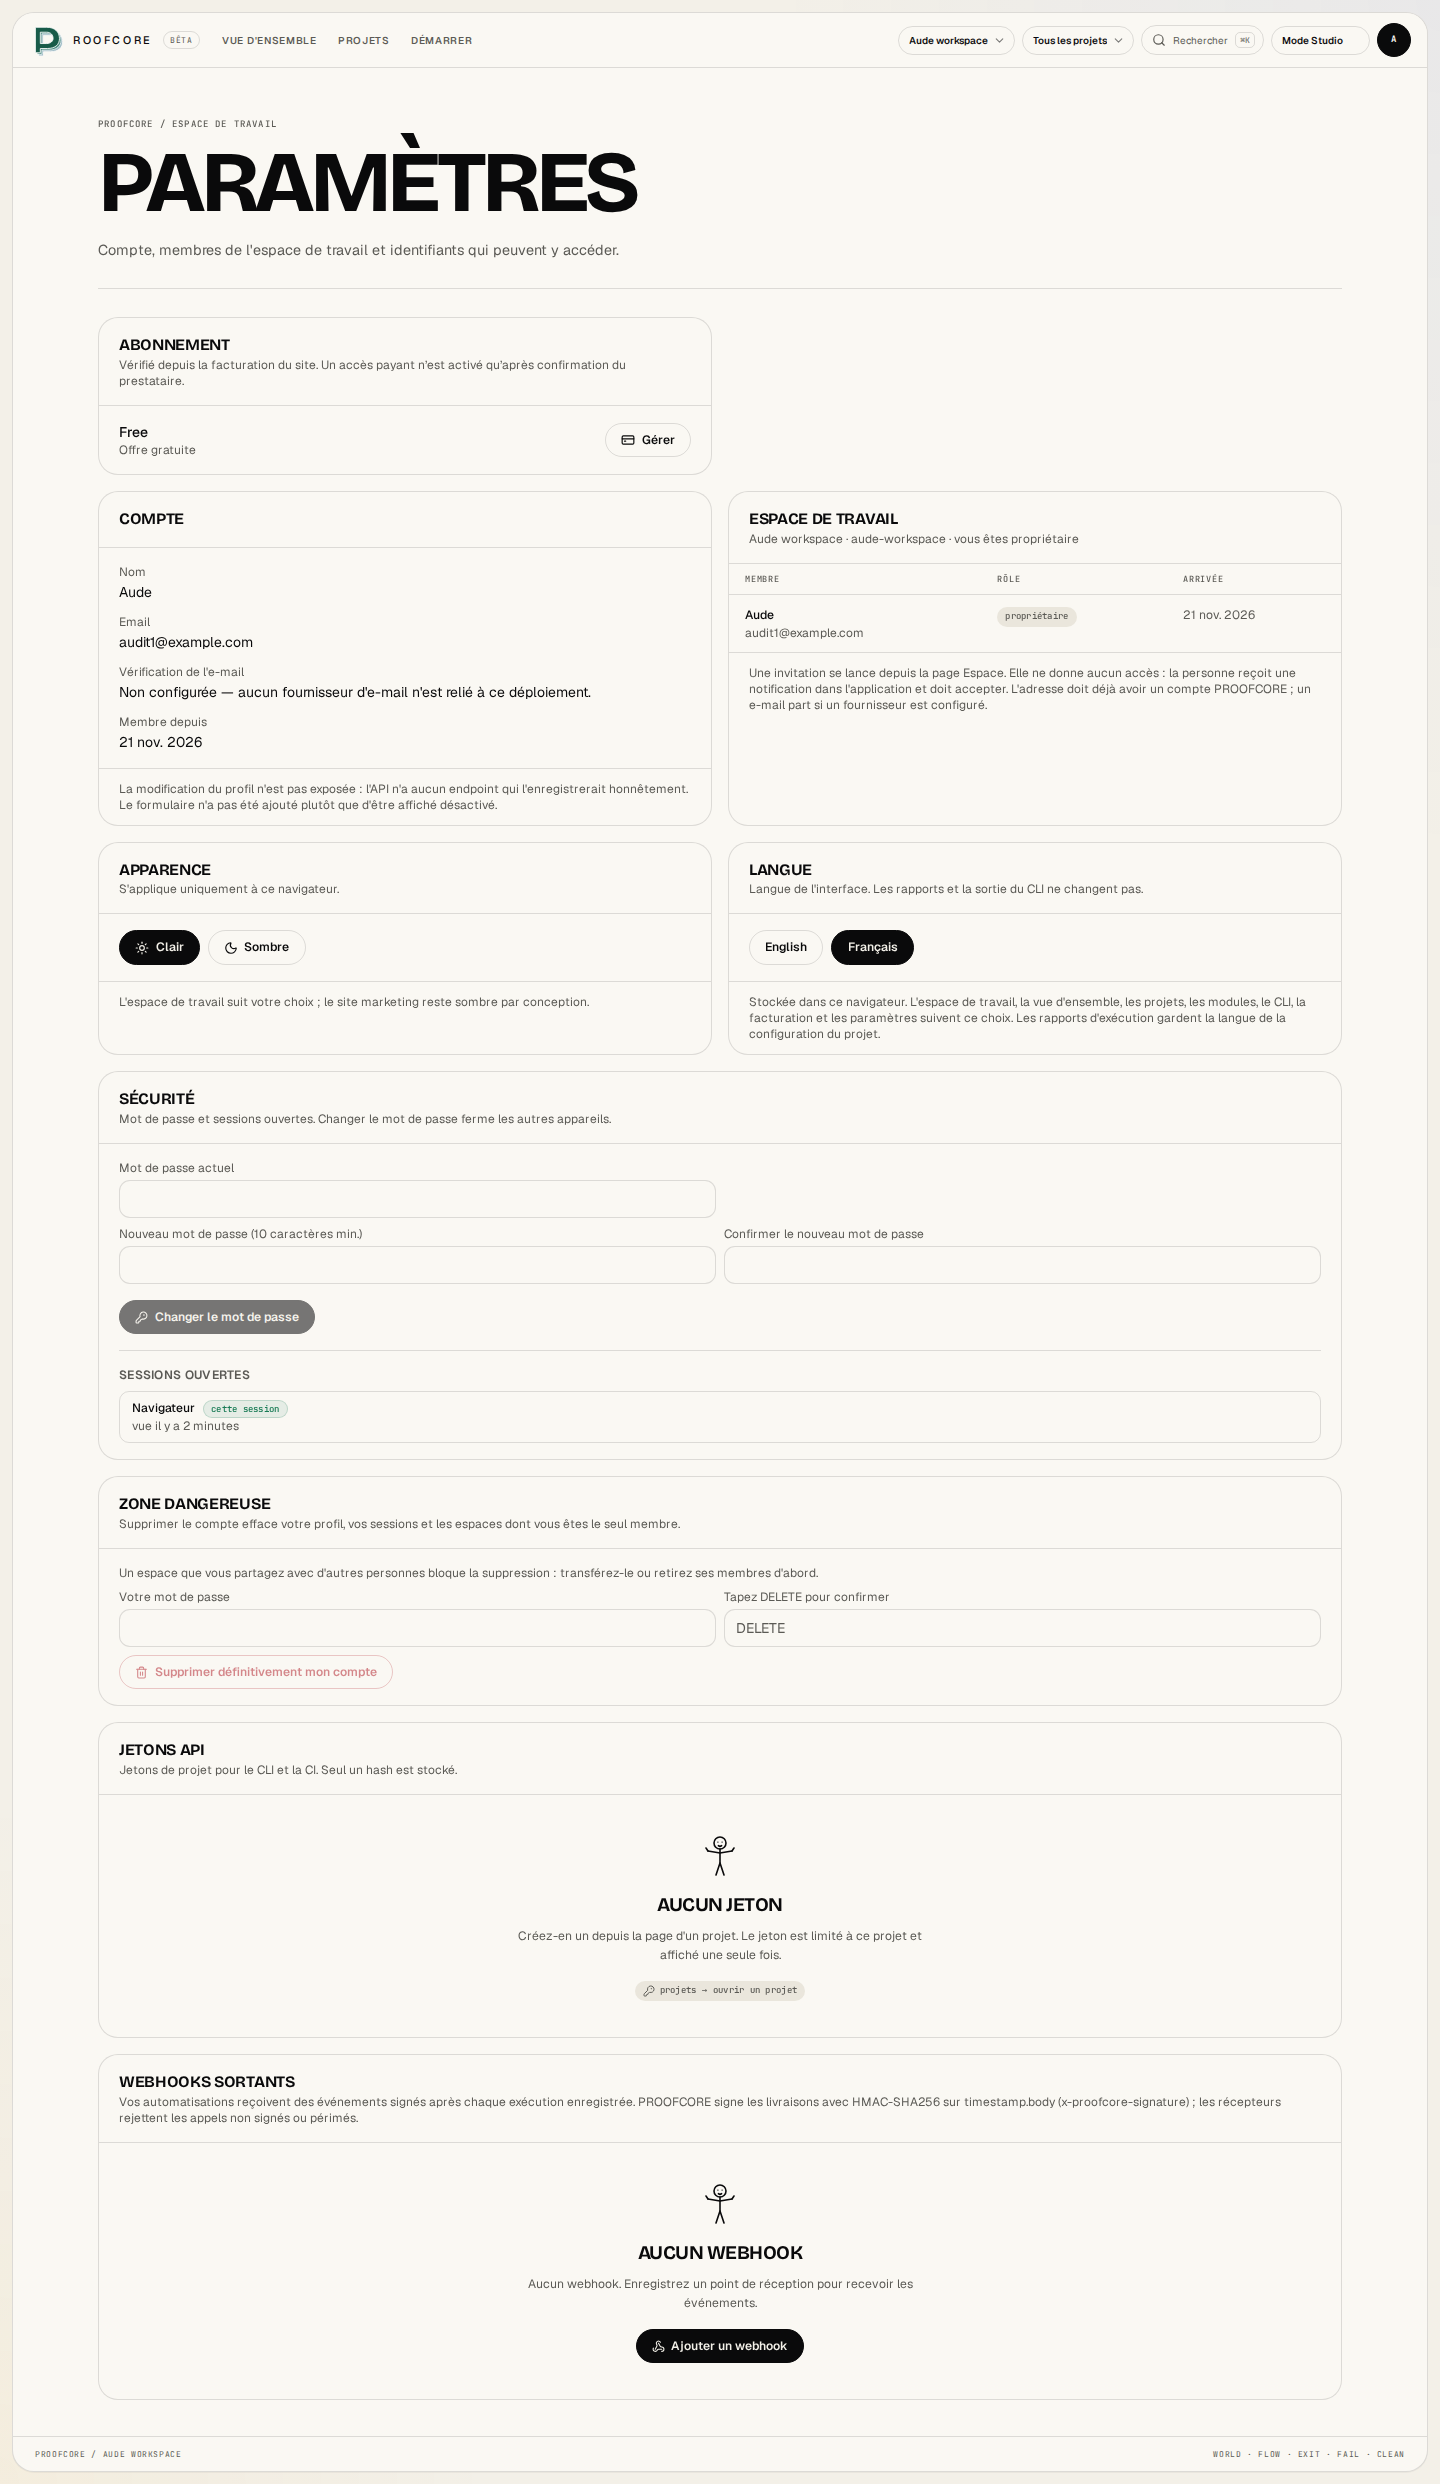 ROOFCORE BÊTA VUE D'ENSEMBLE PROJETS DÉMARRER Aude workspace Tous les projets Rechercher ⌘K Mode Studio A
PROOFCORE / ESPACE DE TRAVAIL
PARAMÈTRES
Compte, membres de l'espace de travail et identifiants qui peuvent y accéder.
ABONNEMENT
Vérifié depuis la facturation du site. Un accès payant n'est activé qu'après confirmation du
prestataire.
Free
Offre gratuite
Gérer
COMPTE
Nom
Aude
Email
audit1@example.com
Vérification de l'e-mail
Non configurée — aucun fournisseur d'e-mail n'est relié à ce déploiement.
Membre depuis
21 nov. 2026
La modification du profil n'est pas exposée : l'API n'a aucun endpoint qui l'enregistrerait honnêtement.
Le formulaire n'a pas été ajouté plutôt que d'être affiché désactivé.
ESPACE DE TRAVAIL
Aude workspace · aude-workspace · vous êtes propriétaire
MEMBRE RÔLE ARRIVÉE
Aude propriétaire 21 nov. 2026
audit1@example.com
Une invitation se lance depuis la page Espace. Elle ne donne aucun accès : la personne reçoit une
notification dans l'application et doit accepter. L'adresse doit déjà avoir un compte PROOFCORE ; un
e-mail part si un fournisseur est configuré.
APPARENCE
S'applique uniquement à ce navigateur.
Clair Sombre
L'espace de travail suit votre choix ; le site marketing reste sombre par conception.
LANGUE
Langue de l'interface. Les rapports et la sortie du CLI ne changent pas.
English Français
Stockée dans ce navigateur. L'espace de travail, la vue d'ensemble, les projets, les modules, le CLI, la
facturation et les paramètres suivent ce choix. Les rapports d'exécution gardent la langue de la
configuration du projet.
SÉCURITÉ
Mot de passe et sessions ouvertes. Changer le mot de passe ferme les autres appareils.
Mot de passe actuel
Nouveau mot de passe (10 caractères min.) Confirmer le nouveau mot de passe
Changer le mot de passe
SESSIONS OUVERTES
Navigateur cette session
vue il y a 2 minutes
ZONE DANGEREUSE
Supprimer le compte efface votre profil, vos sessions et les espaces dont vous êtes le seul membre.
Un espace que vous partagez avec d'autres personnes bloque la suppression : transférez-le ou retirez ses membres d'abord.
Votre mot de passe Tapez DELETE pour confirmer
DELETE
Supprimer définitivement mon compte
JETONS API
Jetons de projet pour le CLI et la CI. Seul un hash est stocké.
AUCUN JETON
Créez-en un depuis la page d'un projet. Le jeton est limité à ce projet et
affiché une seule fois.
projets → ouvrir un projet
WEBHOOKS SORTANTS
Vos automatisations reçoivent des événements signés après chaque exécution enregistrée. PROOFCORE signe les livraisons avec HMAC-SHA256 sur timestamp.body (x-proofcore-signature) ; les récepteurs
rejettent les appels non signés ou périmés.
AUCUN WEBHOOK
Aucun webhook. Enregistrez un point de réception pour recevoir les
événements.
Ajouter un webhook
PROOFCORE / AUDE WORKSPACE WORLD · FLOW · EXIT · FAIL · CLEAN